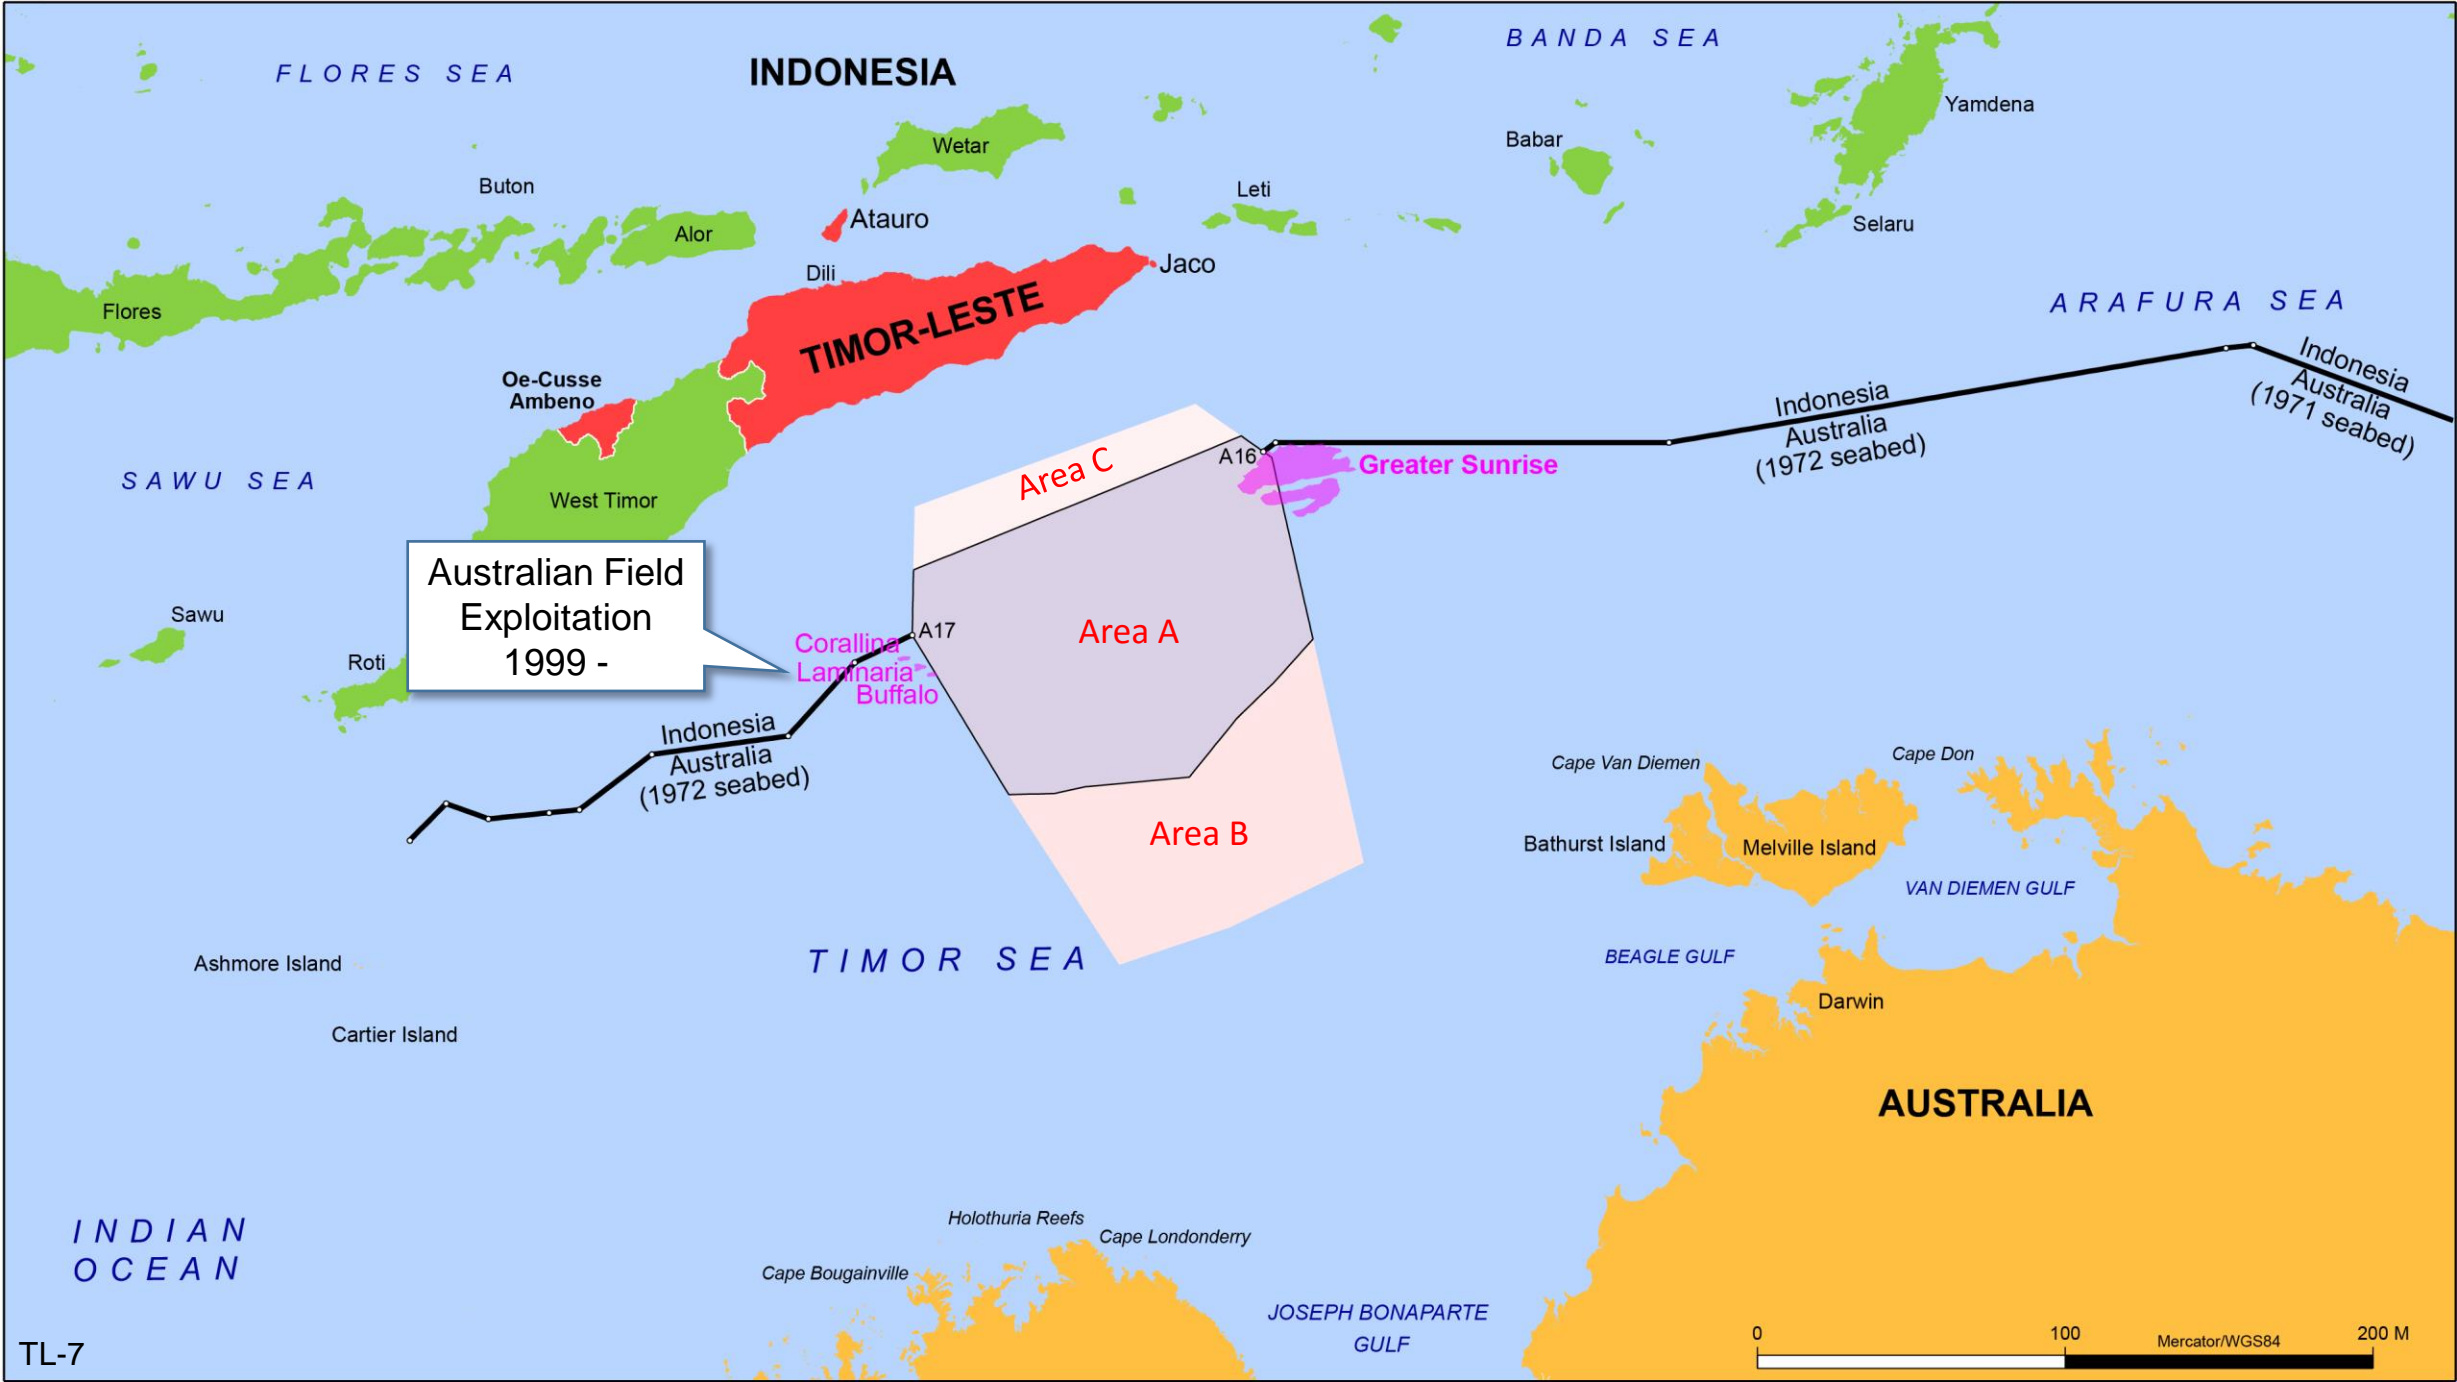 FLORES SEA
INDONESIA
BANDA SEA
Yamdena
Wetar
Babar
Buton
Leti
Atauro
Alor
Selaru
Dili
Jaco
TIMOR-LESTE
Flores
ARAFURA SEA
Indonesia
Australia
(1971 seabed)
Oe-Cusse
Ambeno
Indonesia
Australia
(1972 seabed)
Area C
A16
Greater Sunrise
SAWU SEA
West Timor
Australian Field
Exploitation
1999 -
Sawu
Roti
A17
Area A
Corallina
Laminaria
Buffalo
Indonesia
Australia
(1972 seabed)
Cape Van Diemen
Cape Don
Area B
Bathurst Island
Melville Island
VAN DIEMEN GULF
TIMOR SEA
BEAGLE GULF
Ashmore Island
Darwin
Cartier Island
AUSTRALIA
INDIAN
OCEAN
Holothuria Reefs
Cape Londonderry
Cape Bougainville
JOSEPH BONAPARTE
GULF
0 100 200 M
Mercator/WGS84
TL-7